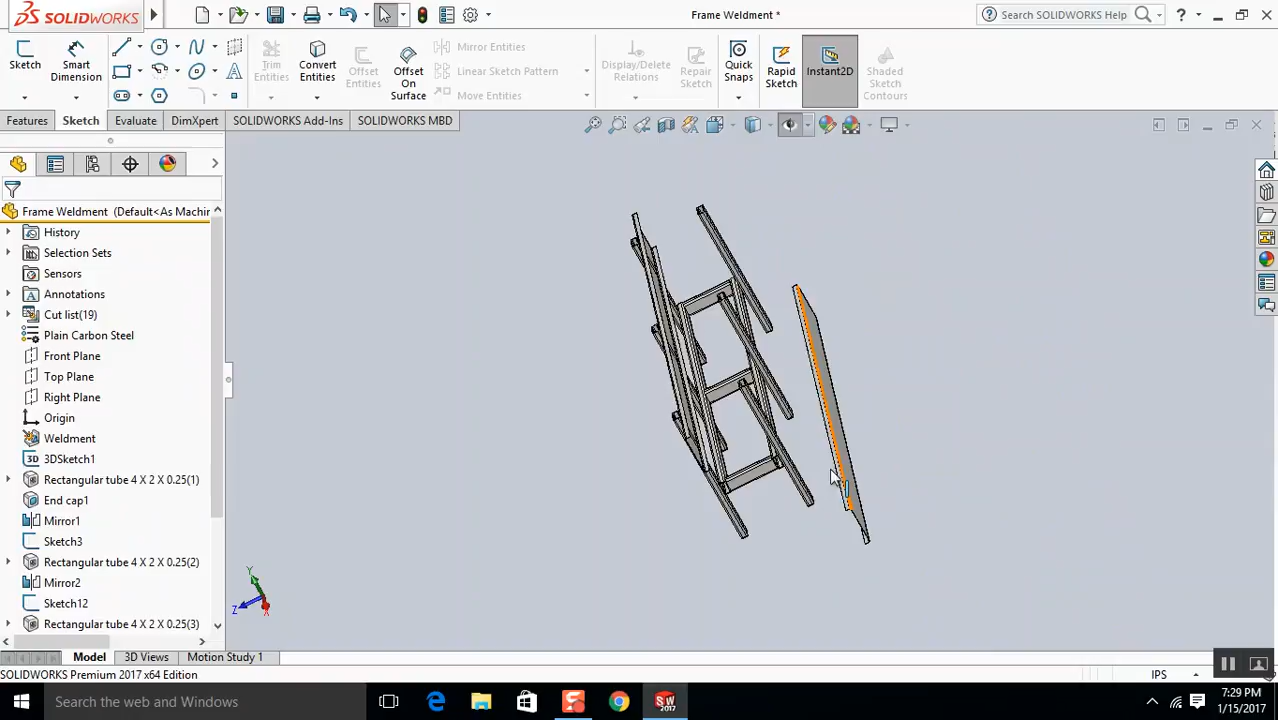 SOLIDWORKS
Frame Weldment *
Search SOLIDWORKS Help
?
Sketch
Smart Dimension
Trim Entities
Convert Entities
Offset Entities
Offset On Surface
Mirror Entities
Linear Sketch Pattern
Move Entities
Display/Delete Relations
Repair Sketch
Quick Snaps
Rapid Sketch
Instant2D
Shaded Sketch Contours
Features
Sketch
Evaluate
DimXpert
SOLIDWORKS Add-Ins
SOLIDWORKS MBD
Frame Weldment (Default<As Machin
History
Selection Sets
Sensors
Annotations
Cut list(19)
Plain Carbon Steel
Front Plane
Top Plane
Right Plane
Origin
Weldment
3D 3DSketch1
Rectangular tube 4 X 2 X 0.25(1)
End cap1
Mirror1
Sketch3
Rectangular tube 4 X 2 X 0.25(2)
Mirror2
Sketch12
Rectangular tube 4 X 2 X 0.25(3)
Y
Z
X
Model
3D Views
Motion Study 1
SOLIDWORKS Premium 2017 x64 Edition
IPS
Search the web and Windows
SW 2017
7:29 PM
1/15/2017